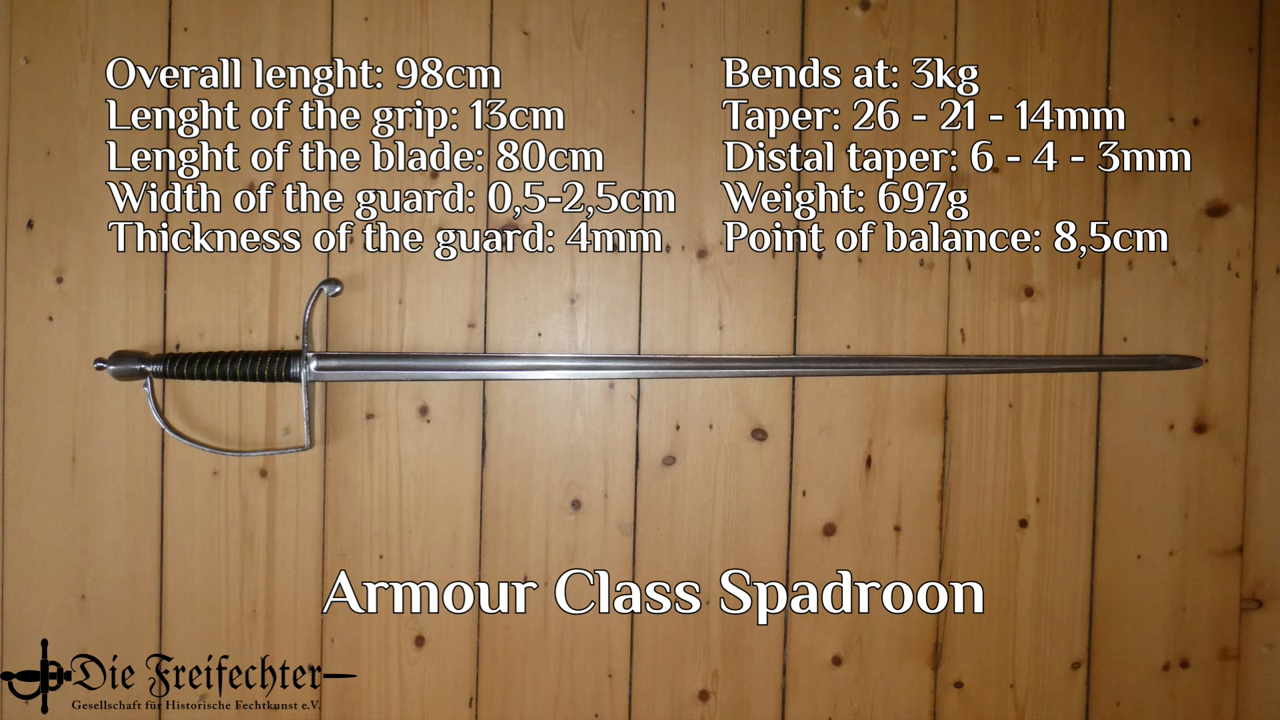 Overall lenght: 98cm
Lenght of the grip: 13cm
Lenght of the blade: 80cm
Width of the guard: 0,5-2,5cm
Thickness of the guard: 4mm
Bends at: 3kg
Taper: 26 - 21 - 14mm
Distal taper: 6 - 4 - 3mm
Weight: 697g
Point of balance: 8,5cm
Armour Class Spadroon
Die Freifechter
Gesellschaft für Historische Fechtkunst e.V.